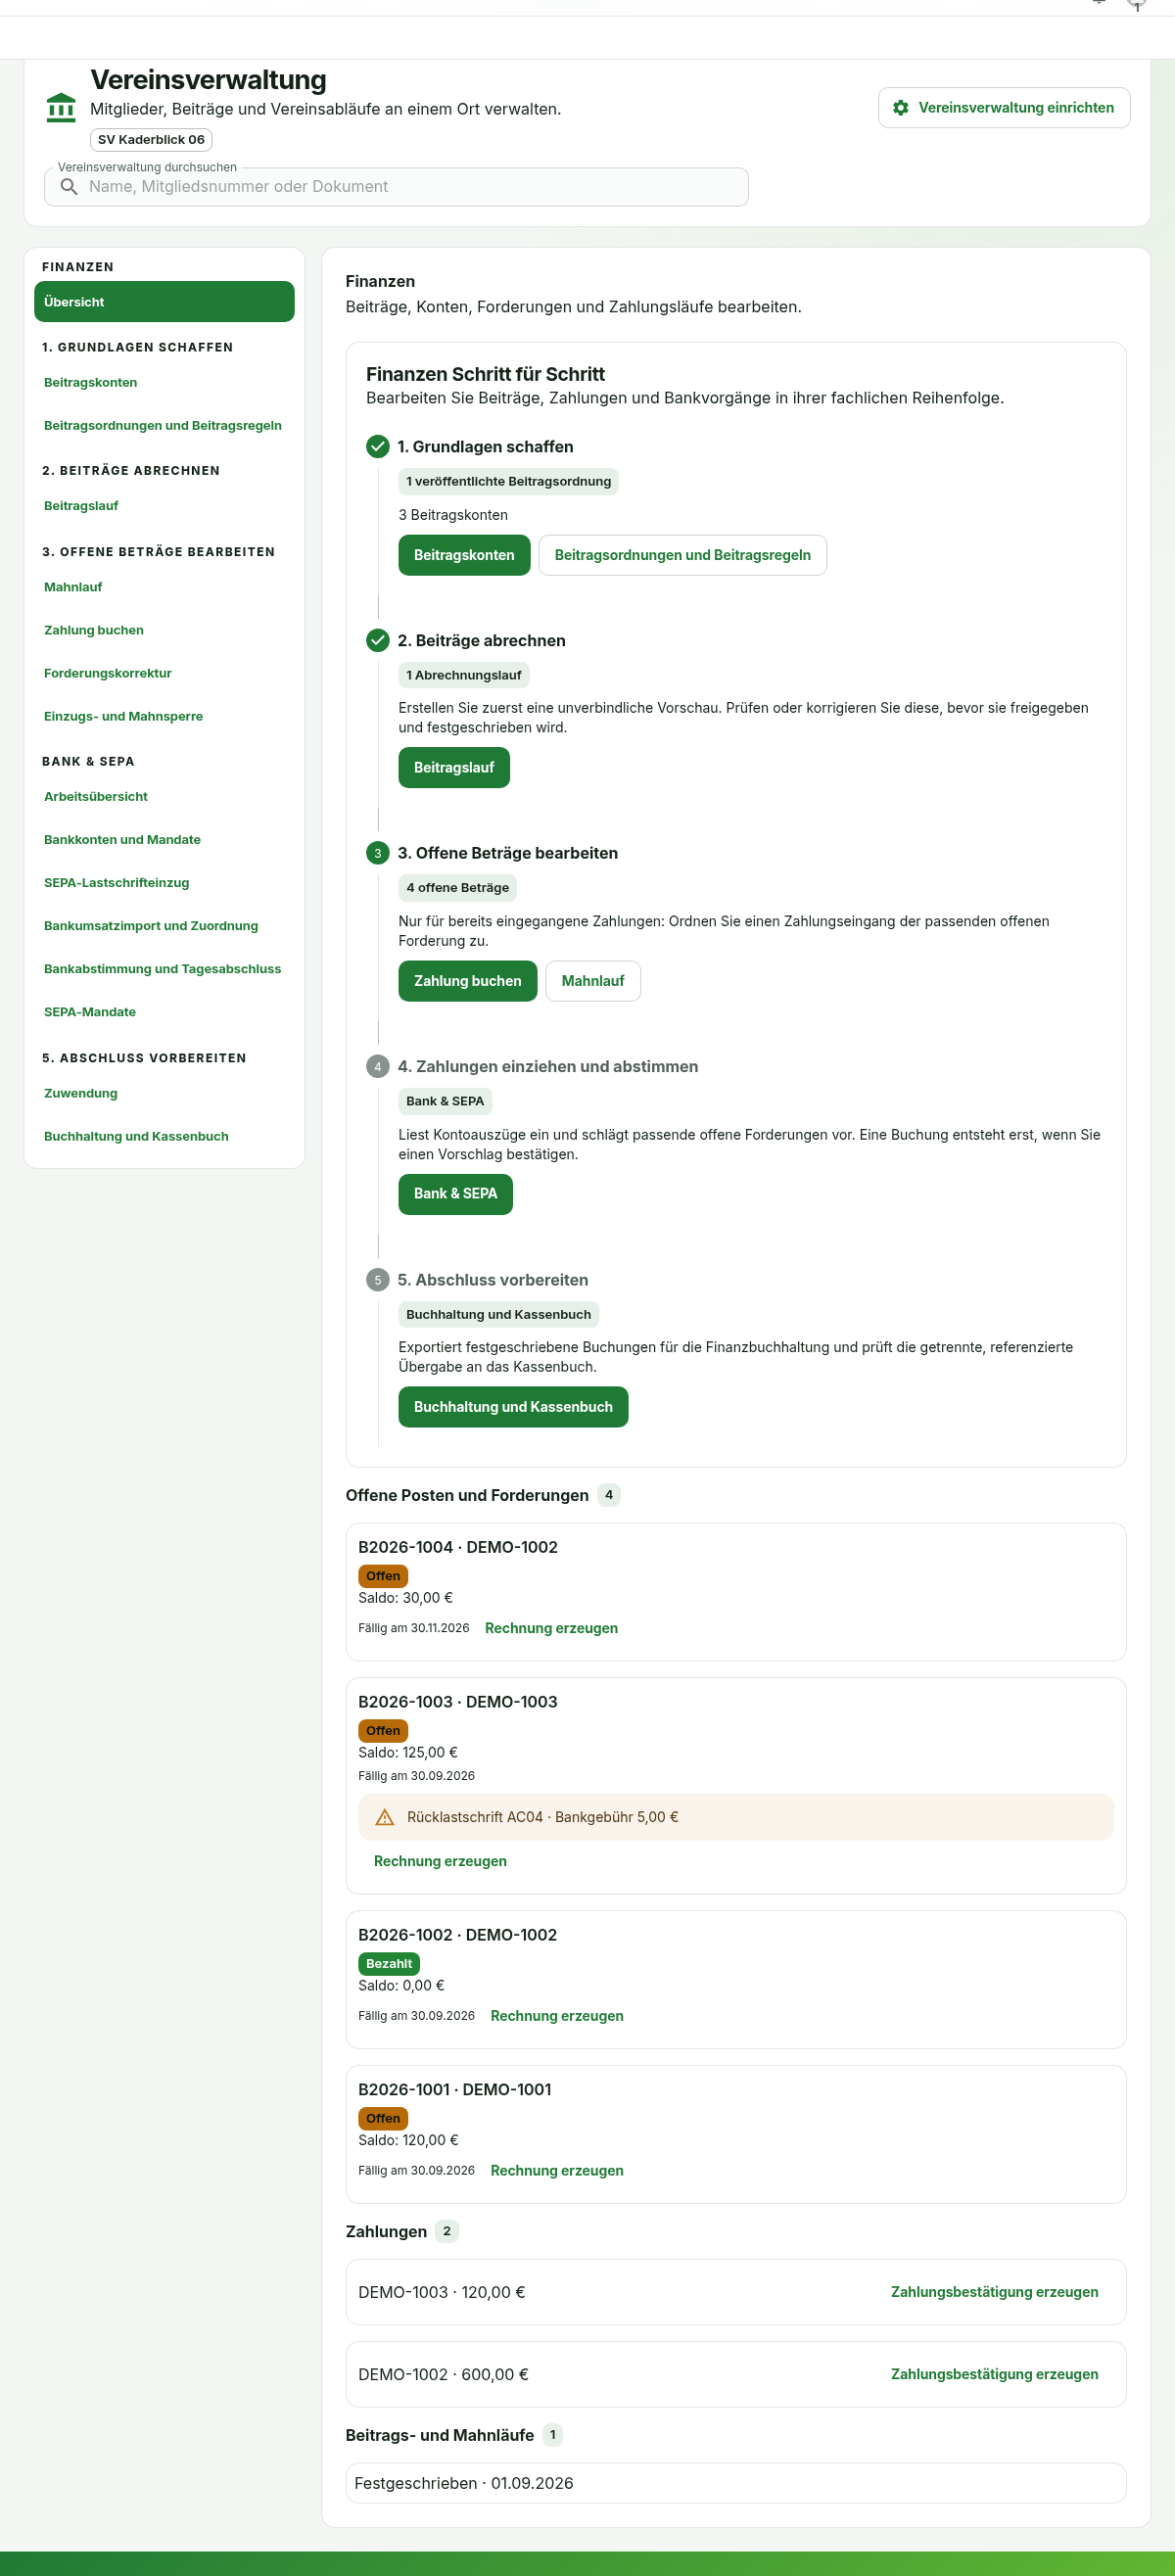 1
Vereinsverwaltung
Mitglieder, Beiträge und Vereinsabläufe an einem Ort verwalten.
SV Kaderblick 06
Vereinsverwaltung einrichten
Vereinsverwaltung durchsuchen
Name, Mitgliedsnummer oder Dokument
FINANZEN
Übersicht
1. GRUNDLAGEN SCHAFFEN
Beitragskonten
Beitragsordnungen und Beitragsregeln
2. BEITRÄGE ABRECHNEN
Beitragslauf
3. OFFENE BETRÄGE BEARBEITEN
Mahnlauf
Zahlung buchen
Forderungskorrektur
Einzugs- und Mahnsperre
BANK & SEPA
Arbeitsübersicht
Bankkonten und Mandate
SEPA-Lastschrifteinzug
Bankumsatzimport und Zuordnung
Bankabstimmung und Tagesabschluss
SEPA-Mandate
5. ABSCHLUSS VORBEREITEN
Zuwendung
Buchhaltung und Kassenbuch
Finanzen
Beiträge, Konten, Forderungen und Zahlungsläufe bearbeiten.
Finanzen Schritt für Schritt
Bearbeiten Sie Beiträge, Zahlungen und Bankvorgänge in ihrer fachlichen Reihenfolge.
1. Grundlagen schaffen
1 veröffentlichte Beitragsordnung
3 Beitragskonten
Beitragskonten
Beitragsordnungen und Beitragsregeln
2. Beiträge abrechnen
1 Abrechnungslauf
Erstellen Sie zuerst eine unverbindliche Vorschau. Prüfen oder korrigieren Sie diese, bevor sie freigegeben
und festgeschrieben wird.
Beitragslauf
3
3. Offene Beträge bearbeiten
4 offene Beträge
Nur für bereits eingegangene Zahlungen: Ordnen Sie einen Zahlungseingang der passenden offenen
Forderung zu.
Zahlung buchen
Mahnlauf
4
4. Zahlungen einziehen und abstimmen
Bank & SEPA
Liest Kontoauszüge ein und schlägt passende offene Forderungen vor. Eine Buchung entsteht erst, wenn Sie
einen Vorschlag bestätigen.
Bank & SEPA
5
5. Abschluss vorbereiten
Buchhaltung und Kassenbuch
Exportiert festgeschriebene Buchungen für die Finanzbuchhaltung und prüft die getrennte, referenzierte
Übergabe an das Kassenbuch.
Buchhaltung und Kassenbuch
Offene Posten und Forderungen 4
B2026-1004 · DEMO-1002
Offen
Saldo: 30,00 €
Fällig am 30.11.2026 Rechnung erzeugen
B2026-1003 · DEMO-1003
Offen
Saldo: 125,00 €
Fällig am 30.09.2026
Rücklastschrift AC04 · Bankgebühr 5,00 €
Rechnung erzeugen
B2026-1002 · DEMO-1002
Bezahlt
Saldo: 0,00 €
Fällig am 30.09.2026 Rechnung erzeugen
B2026-1001 · DEMO-1001
Offen
Saldo: 120,00 €
Fällig am 30.09.2026 Rechnung erzeugen
Zahlungen 2
DEMO-1003 · 120,00 € Zahlungsbestätigung erzeugen
DEMO-1002 · 600,00 € Zahlungsbestätigung erzeugen
Beitrags- und Mahnläufe 1
Festgeschrieben · 01.09.2026